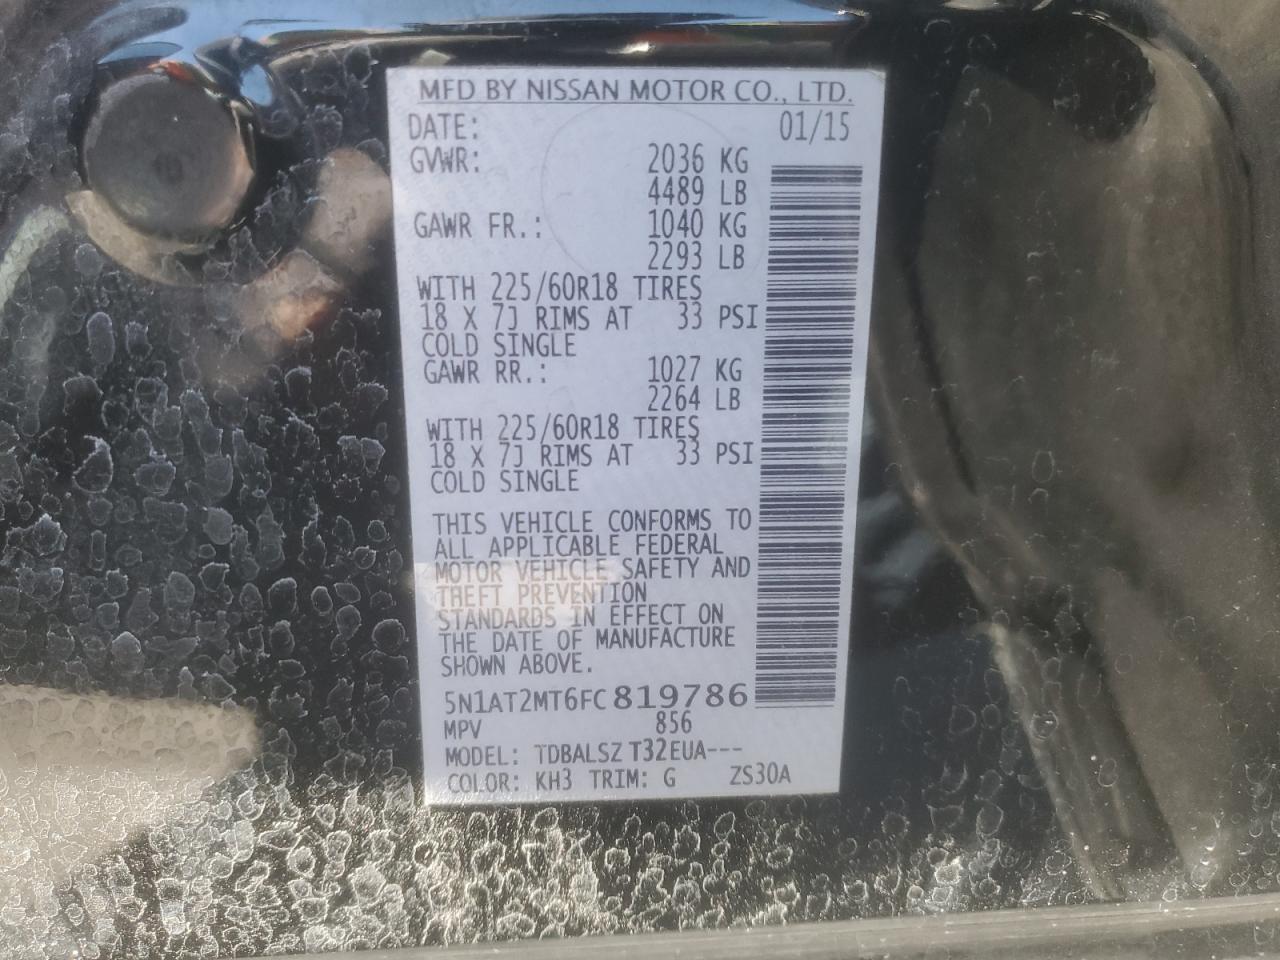 MFD BY NISSAN MOTOR CO., LTD.
DATE: 01/15
GVWR: 2036 KG
4489 LB
GAWR FR.: 1040 KG
2293 LB
WITH 225/60R18 TIRES
18 X 7J RIMS AT 33 PSI
COLD SINGLE
GAWR RR.: 1027 KG
2264 LB
WITH 225/60R18 TIRES
18 X 7J RIMS AT 33 PSI
COLD SINGLE
THIS VEHICLE CONFORMS TO
ALL APPLICABLE FEDERAL
MOTOR VEHICLE SAFETY AND
THEFT PREVENTION
STANDARDS IN EFFECT ON
THE DATE OF MANUFACTURE
SHOWN ABOVE.
5N1AT2MT6FC819786
MPV 856
MODEL: TDBALSZ T32EUA---
COLOR: KH3 TRIM: G ZS30A